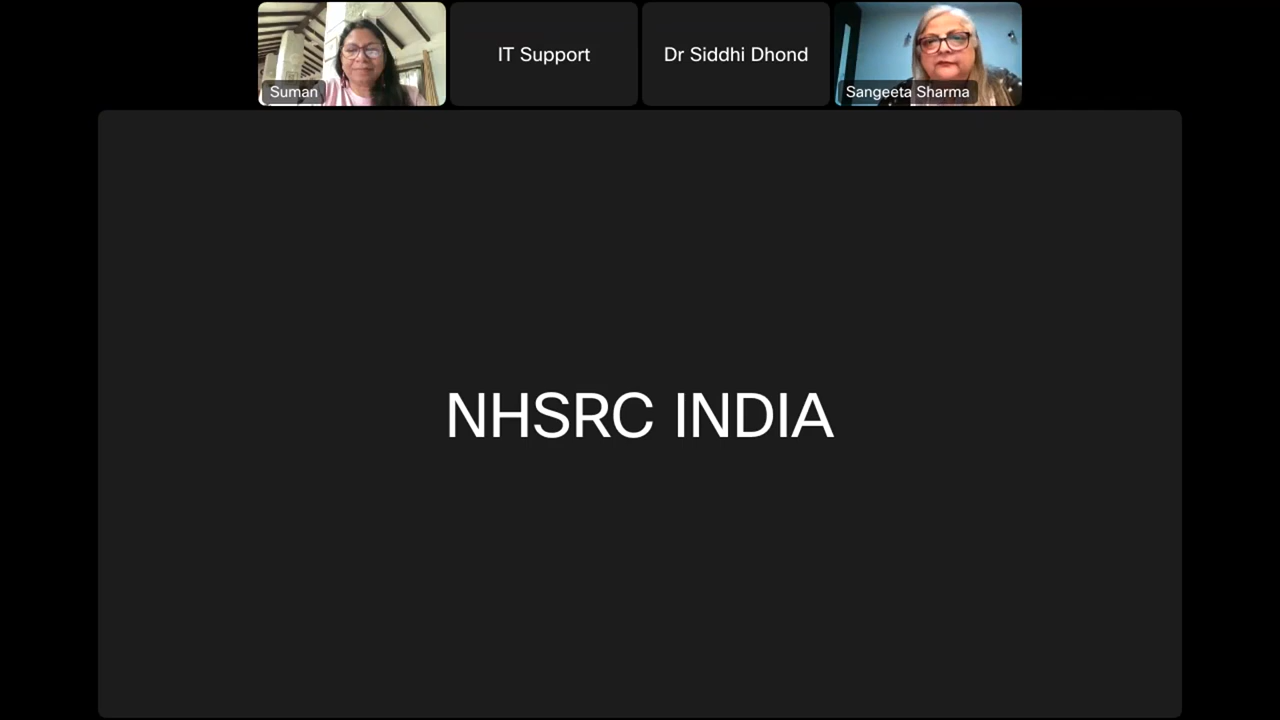 Suman
IT Support
Dr Siddhi Dhond
Sangeeta Sharma
NHSRC INDIA